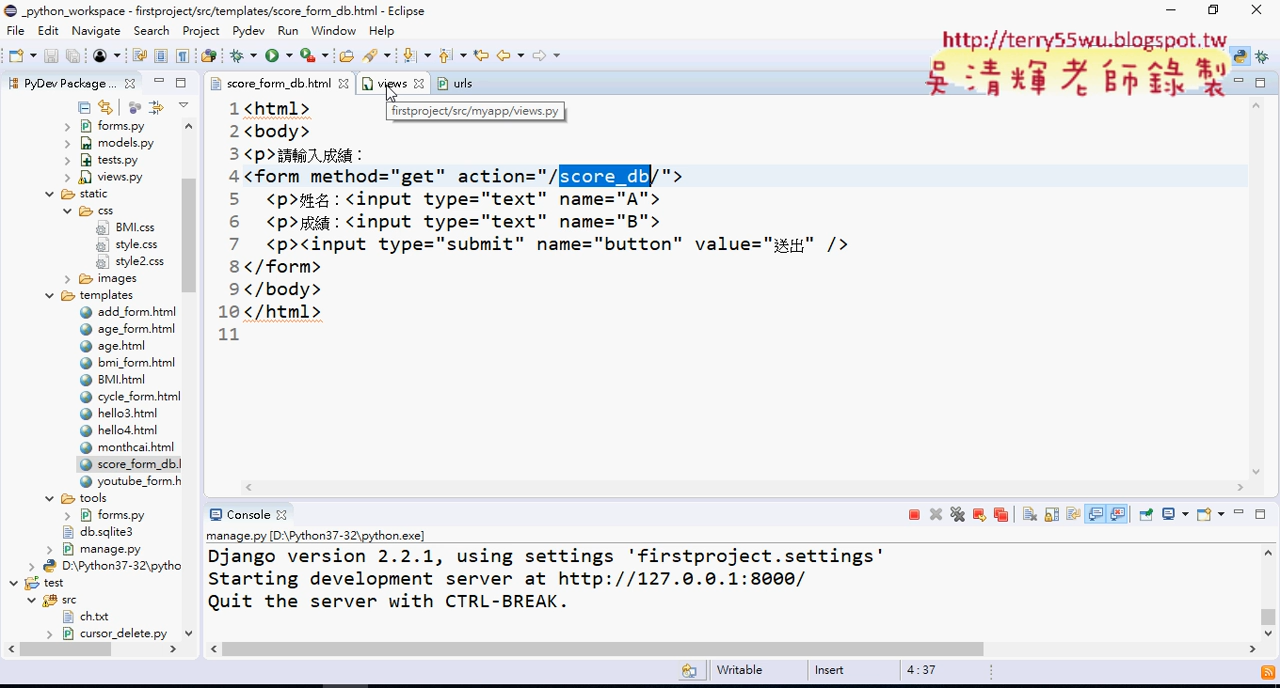 _python_workspace - firstproject/src/templates/score_form_db.html - Eclipse
File Edit Navigate Search Project Pydev Run Window Help
http://terry55wu.blogspot.tw
吳清輝老師錄製
PyDev Package ...
score_form_db.html
views
urls
firstproject/src/myapp/views.py
forms.py
models.py
tests.py
views.py
static
css
BMI.css
style.css
style2.css
images
templates
add_form.html
age_form.html
age.html
bmi_form.html
BMI.html
cycle_form.html
hello3.html
hello4.html
monthcai.html
score_form_db.l
youtube_form.h
tools
forms.py
db.sqlite3
manage.py
D:\Python37-32\pytho
test
src
ch.txt
cursor_delete.py
1 <html>
2 <body>
3 <p>請輸入成績：
4 <form method="get" action="/score_db/">
5 <p>姓名：<input type="text" name="A">
6 <p>成績：<input type="text" name="B">
7 <p><input type="submit" name="button" value="送出" />
8 </form>
9 </body>
10 </html>
11
Console
manage.py [D:\Python37-32\python.exe]
Django version 2.2.1, using settings 'firstproject.settings'
Starting development server at http://127.0.0.1:8000/
Quit the server with CTRL-BREAK.
Writable
Insert
4 : 37